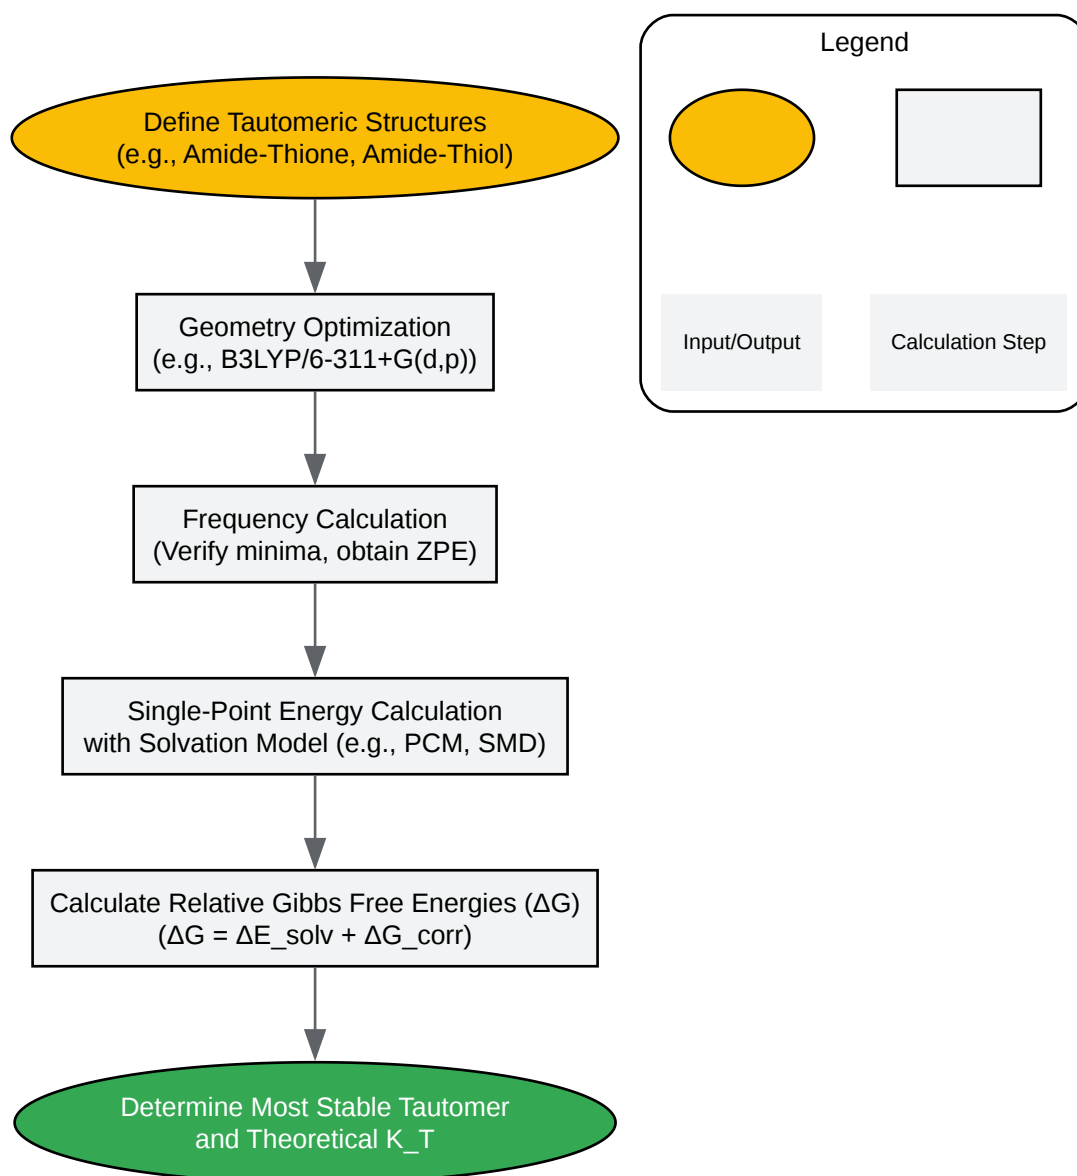 Legend
Define Tautomeric Structures
(e.g., Amide-Thione, Amide-Thiol)
Geometry Optimization
(e.g., B3LYP/6-311+G(d,p))
Input/Output
Calculation Step
Frequency Calculation
(Verify minima, obtain ZPE)
Single-Point Energy Calculation
with Solvation Model (e.g., PCM, SMD)
Calculate Relative Gibbs Free Energies (ΔG)
(ΔG = ΔE_solv + ΔG_corr)
Determine Most Stable Tautomer
and Theoretical K_T